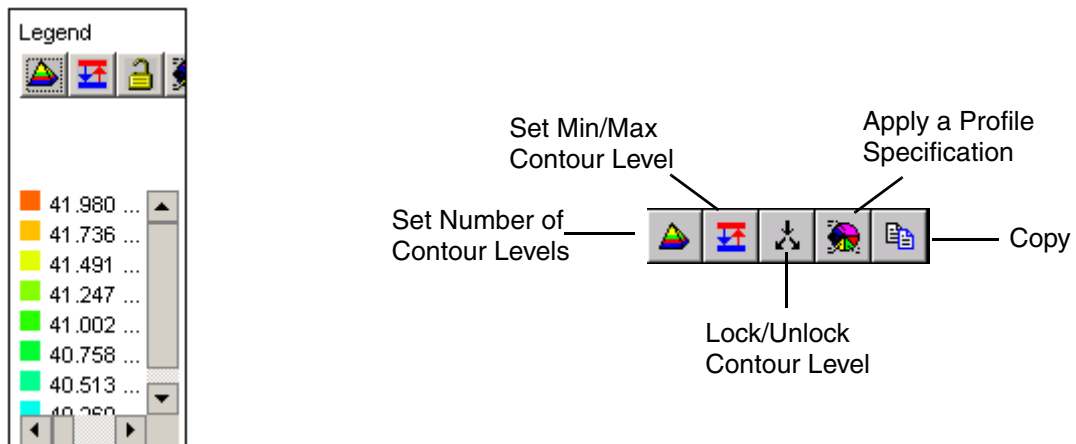 Legend
41.980 ...
41.736 ...
41.491 ...
41.247 ...
41.002 ...
40.758 ...
40.513 ...
Set Min/Max
Contour Level
Apply a Profile
Specification
Set Number of
Contour Levels
Copy
Lock/Unlock
Contour Level